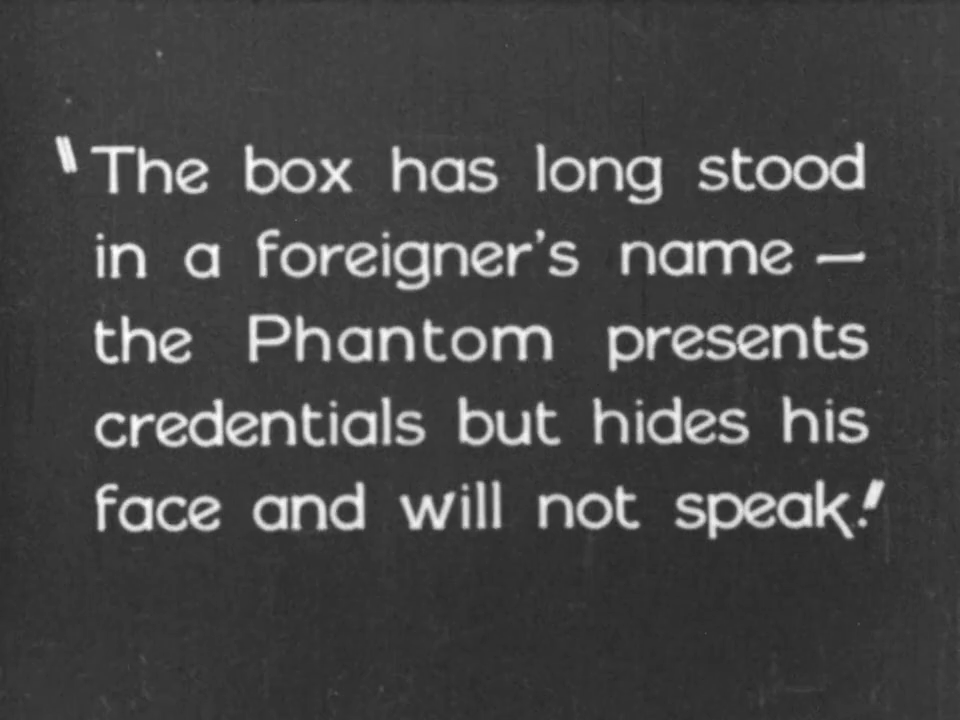 "The box has long stood
in a foreigner's name —
the Phantom presents
credentials but hides his
face and will not speak."